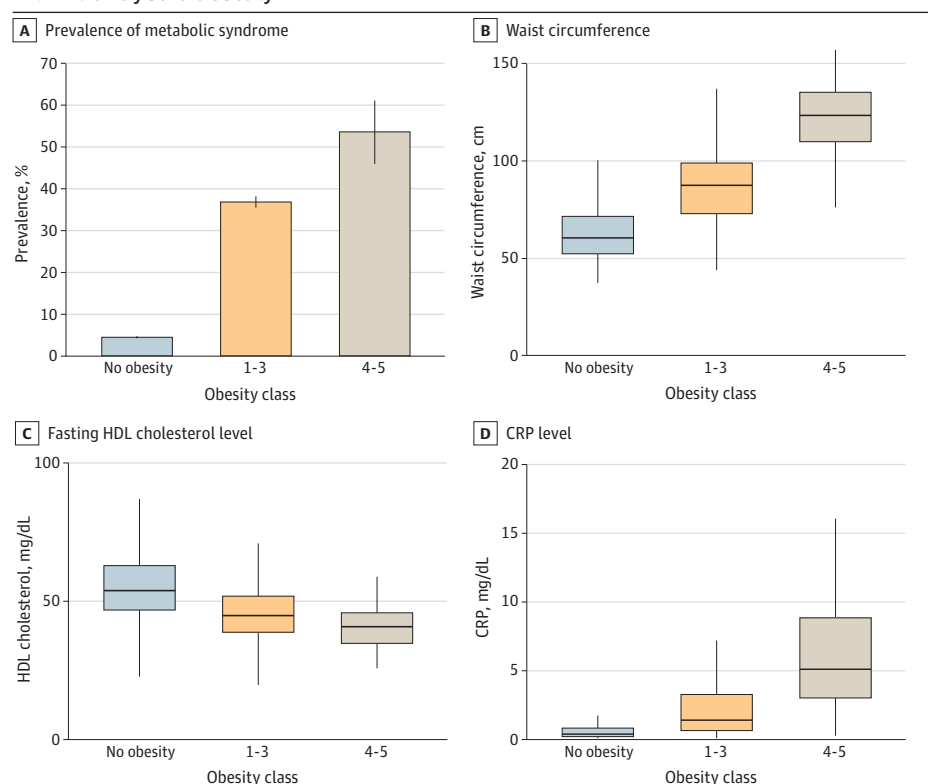 A Prevalence of metabolic syndrome
70
60
50
40
30
20
10
0
Prevalence, %
No obesity 1-3 4-5
Obesity class
B Waist circumference
150
100
50
0
Waist circumference, cm
No obesity 1-3 4-5
Obesity class
C Fasting HDL cholesterol level
100
50
0
HDL cholesterol, mg/dL
No obesity 1-3 4-5
Obesity class
D CRP level
20
15
10
5
0
CRP, mg/dL
No obesity 1-3 4-5
Obesity class